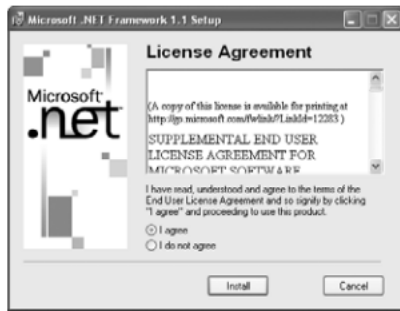 Microsoft .NET Framework 1.1 Setup
License Agreement
Microsoft
.net
(A copy of this license is available for printing at
http://go.microsoft.com/fwlink/?LinkId=12283 )
SUPPLEMENTAL END USER
LICENSE AGREEMENT FOR
MICROSOFT SOFTWARE
I have read, understood and agree to the terms of the
End User License Agreement and so signify by clicking
"I agree" and proceeding to use this product.
I agree
I do not agree
Install
Cancel